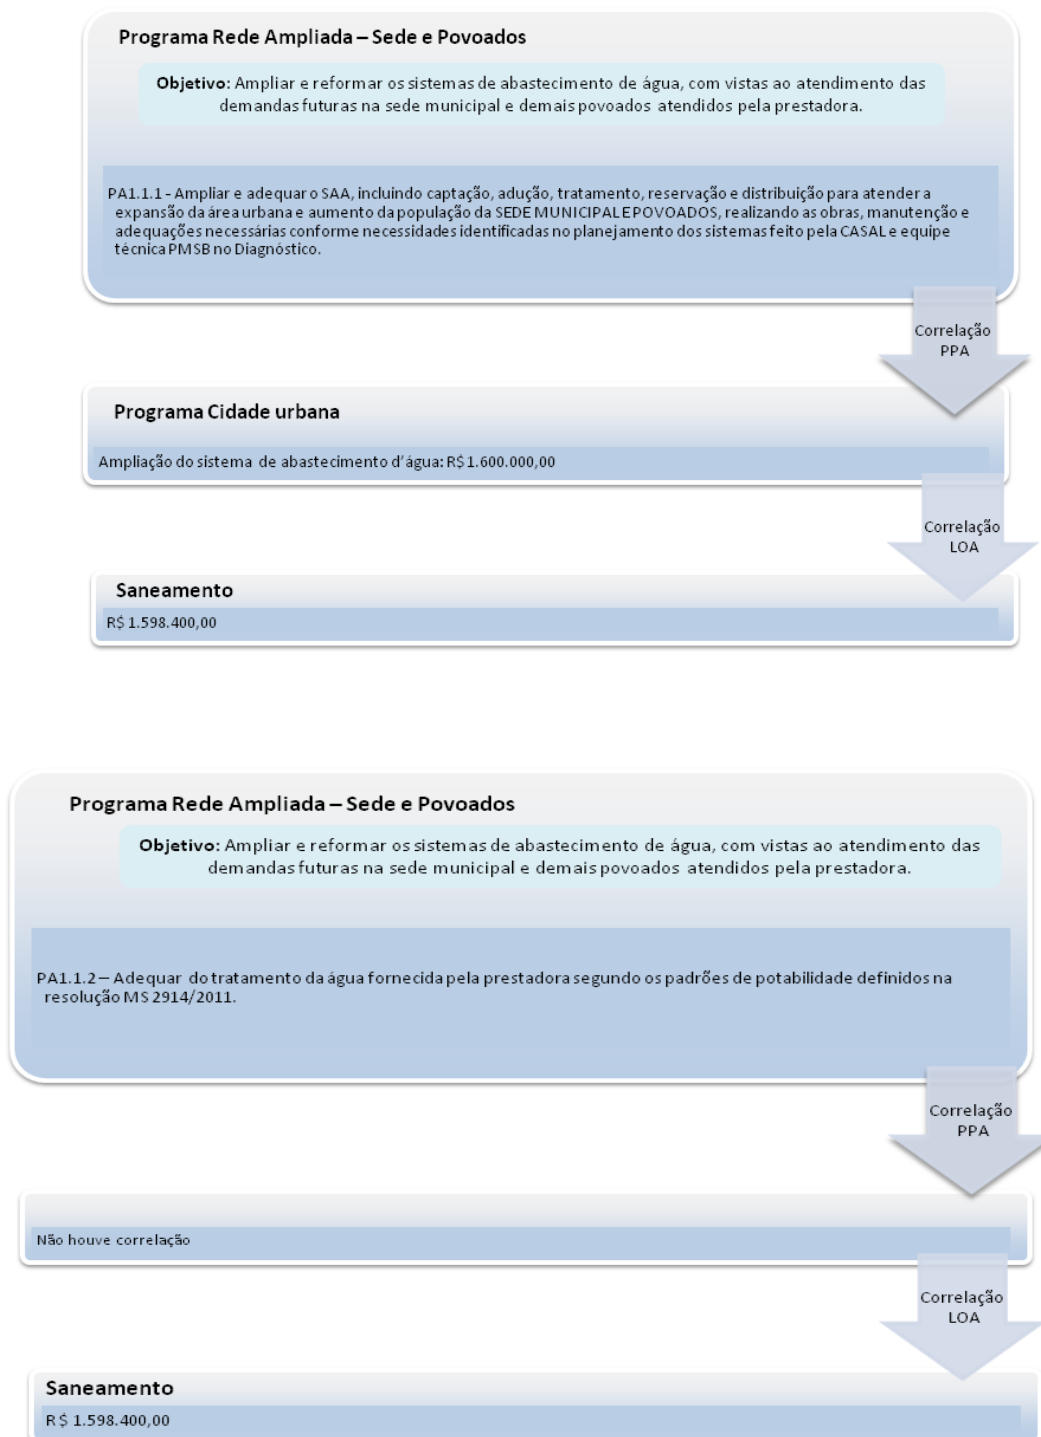 Programa Rede Ampliada – Sede e Povoados
Objetivo: Ampliar e reformar os sistemas de abastecimento de água, com vistas ao atendimento das
demandas futuras na sede municipal e demais povoados atendidos pela prestadora.
PA1.1.1 - Ampliar e adequar o SAA, incluindo captação, adução, tratamento, reservação e distribuição para atender a
expansão da área urbana e aumento da população da SEDE MUNICIPAL E POVOADOS, realizando as obras, manutenção e
adequações necessárias conforme necessidades identificadas no planejamento dos sistemas feito pela CASAL e equipe
técnica PMSB no Diagnóstico.
Correlação
PPA
Programa Cidade urbana
Ampliação do sistema de abastecimento d'água: R$ 1.600.000,00
Correlação
LOA
Saneamento
R$ 1.598.400,00
Programa Rede Ampliada – Sede e Povoados
Objetivo: Ampliar e reformar os sistemas de abastecimento de água, com vistas ao atendimento das
demandas futuras na sede municipal e demais povoados atendidos pela prestadora.
PA1.1.2 – Adequar do tratamento da água fornecida pela prestadora segundo os padrões de potabilidade definidos na
resolução MS 2914/2011.
Correlação
PPA
Não houve correlação
Correlação
LOA
Saneamento
R$ 1.598.400,00